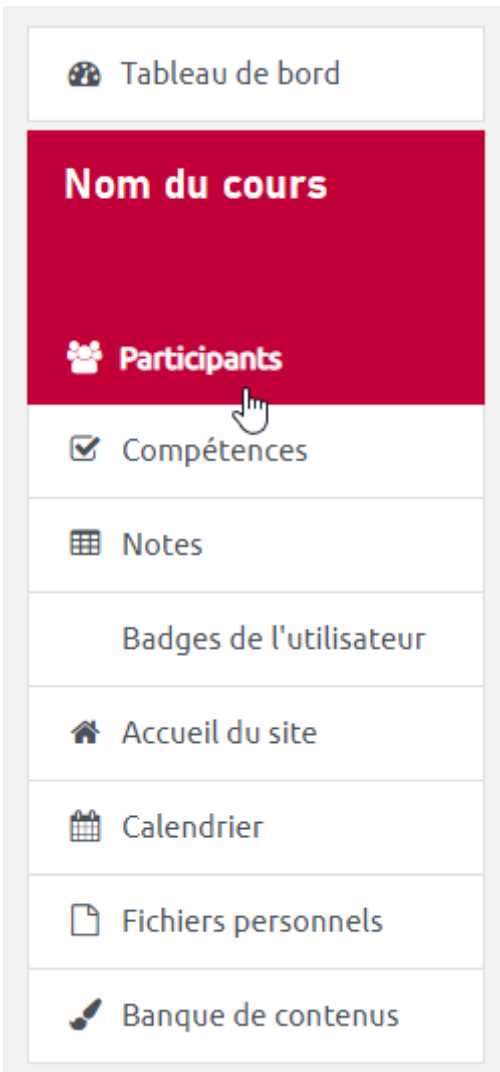 Tableau de bord
Nom du cours
Participants
Compétences
Notes
Badges de l'utilisateur
Accueil du site
Calendrier
Fichiers personnels
Banque de contenus